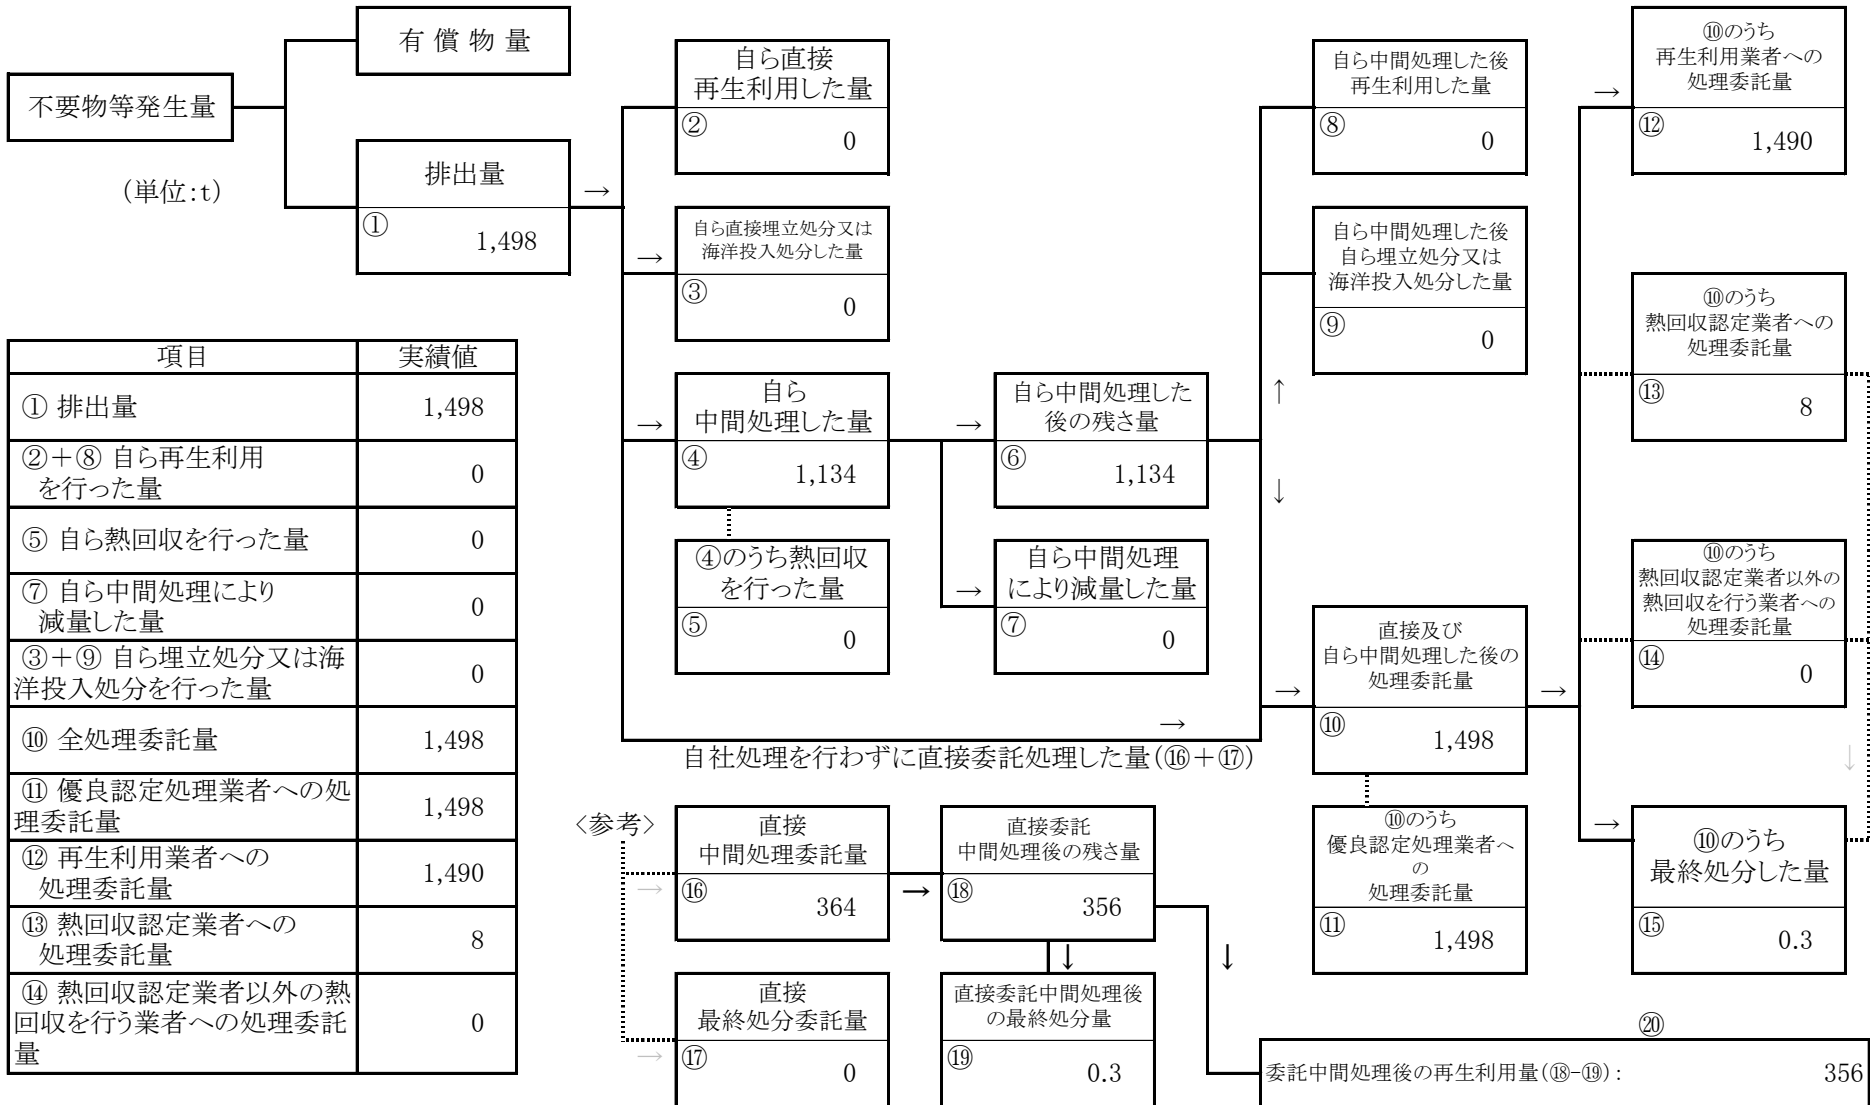 有 償 物 量
不要物等発生量
(単位:t)
排出量
①
1,498
→
自ら直接
再生利用した量
②
0
→
自ら直接埋立処分又は
海洋投入処分した量
③
0
→
自ら
中間処理した量
④
1,134
④のうち熱回収
を行った量
⑤
0
→
自ら中間処理した
後の残さ量
⑥
1,134
→
自ら中間処理
により減量した量
⑦
0
自ら中間処理した後
再生利用した量
⑧
0
自ら中間処理した後
自ら埋立処分又は
海洋投入処分した量
⑨
0
↑
↓
→
自社処理を行わずに直接委託処理した量(⑯+⑰)
→
直接及び
自ら中間処理した後の
処理委託量
⑩
1,498
→
⑩のうち
優良認定処理業者へ
の
処理委託量
⑪
1,498
→
⑩のうち
再生利用業者への
処理委託量
⑫
1,490
⑩のうち
熱回収認定業者への
処理委託量
⑬
8
⑩のうち
熱回収認定業者以外の
熱回収を行う業者への
処理委託量
⑭
0
↓
→
⑩のうち
最終処分した量
⑮
0.3
項目 実績値
① 排出量 1,498
②+⑧ 自ら再生利用
を行った量 0
⑤ 自ら熱回収を行った量 0
⑦ 自ら中間処理により
減量した量 0
③+⑨ 自ら埋立処分又は海
洋投入処分を行った量 0
⑩ 全処理委託量 1,498
⑪ 優良認定処理業者への処
理委託量 1,498
⑫ 再生利用業者への
処理委託量 1,490
⑬ 熱回収認定業者への
処理委託量 8
⑭ 熱回収認定業者以外の熱
回収を行う業者への処理委託
量 0
<参考>
→
直接
中間処理委託量
⑯
364
→
直接委託
中間処理後の残さ量
⑱
356
↓
↓
→
直接
最終処分委託量
⑰
0
直接委託中間処理後
の最終処分量
⑲
0.3
⑳
委託中間処理後の再生利用量(⑱-⑲): 356